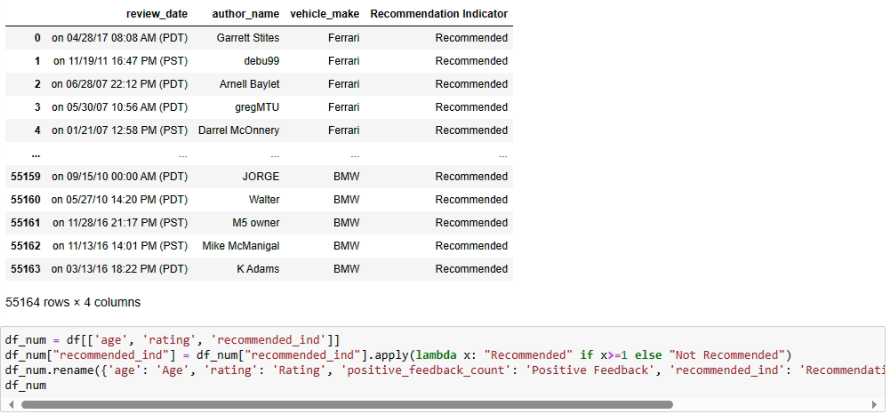 review_date author_name vehicle_make Recommendation Indicator
0 on 04/28/17 08:08 AM (PDT) Garrett Stites Ferrari Recommended
1 on 11/19/11 16:47 PM (PST) debu99 Ferrari Recommended
2 on 06/28/07 22:12 PM (PDT) Arnell Baylet Ferrari Recommended
3 on 05/30/07 10:56 AM (PDT) gregMTU Ferrari Recommended
4 on 01/21/07 12:58 PM (PST) Darrel McOnnery Ferrari Recommended
... ... ... ... ...
55159 on 09/15/10 00:00 AM (PDT) JORGE BMW Recommended
55160 on 05/27/10 14:20 PM (PDT) Walter BMW Recommended
55161 on 11/28/16 21:17 PM (PST) M5 owner BMW Recommended
55162 on 11/13/16 14:01 PM (PST) Mike McManigal BMW Recommended
55163 on 03/13/16 18:22 PM (PDT) K Adams BMW Recommended
55164 rows × 4 columns
df_num = df[['age', 'rating', 'recommended_ind']]
df_num["recommended_ind"] = df_num["recommended_ind"].apply(lambda x: "Recommended" if x>=1 else "Not Recommended")
df_num.rename({'age': 'Age', 'rating': 'Rating', 'positive_feedback_count': 'Positive Feedback', 'recommended_ind': 'Recommendati
df_num